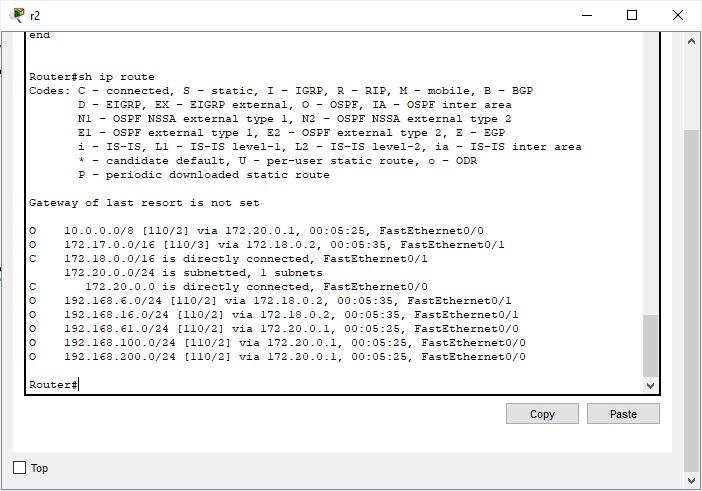 r2
end
Router#sh ip route
Codes: C - connected, S - static, I - IGRP, R - RIP, M - mobile, B - BGP
D - EIGRP, EX - EIGRP external, O - OSPF, IA - OSPF inter area
N1 - OSPF NSSA external type 1, N2 - OSPF NSSA external type 2
E1 - OSPF external type 1, E2 - OSPF external type 2, E - EGP
i - IS-IS, L1 - IS-IS level-1, L2 - IS-IS level-2, ia - IS-IS inter area
* - candidate default, U - per-user static route, o - ODR
P - periodic downloaded static route
Gateway of last resort is not set
O 10.0.0.0/8 [110/2] via 172.20.0.1, 00:05:25, FastEthernet0/0
O 172.17.0.0/16 [110/3] via 172.18.0.2, 00:05:35, FastEthernet0/1
C 172.18.0.0/16 is directly connected, FastEthernet0/1
172.20.0.0/24 is subnetted, 1 subnets
C 172.20.0.0 is directly connected, FastEthernet0/0
O 192.168.6.0/24 [110/2] via 172.18.0.2, 00:05:35, FastEthernet0/1
O 192.168.16.0/24 [110/2] via 172.18.0.2, 00:05:35, FastEthernet0/1
O 192.168.61.0/24 [110/2] via 172.20.0.1, 00:05:25, FastEthernet0/0
O 192.168.100.0/24 [110/2] via 172.20.0.1, 00:05:25, FastEthernet0/0
O 192.168.200.0/24 [110/2] via 172.20.0.1, 00:05:25, FastEthernet0/0
Router#
Copy Paste
Top